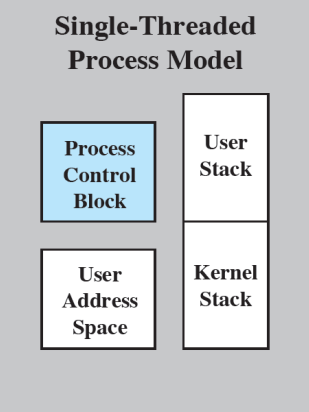 Single-Threaded
Process Model
Process
Control
Block
User
Stack
User
Address
Space
Kernel
Stack